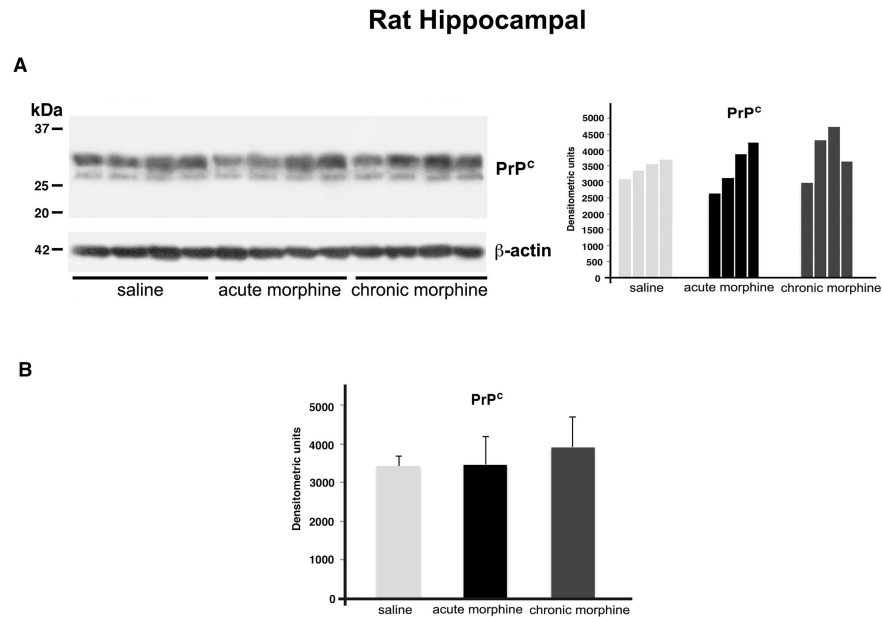 Rat Hippocampal
A
kDa
37
25
20
42
PrPᶜ
β-actin
saline acute morphine chronic morphine
PrPᶜ
Densitometric units
5000
4500
4000
3500
3000
2500
2000
1500
1000
500
0
saline acute morphine chronic morphine
B
PrPᶜ
Densitometric units
5000
4000
3000
2000
1000
0
saline acute morphine chronic morphine